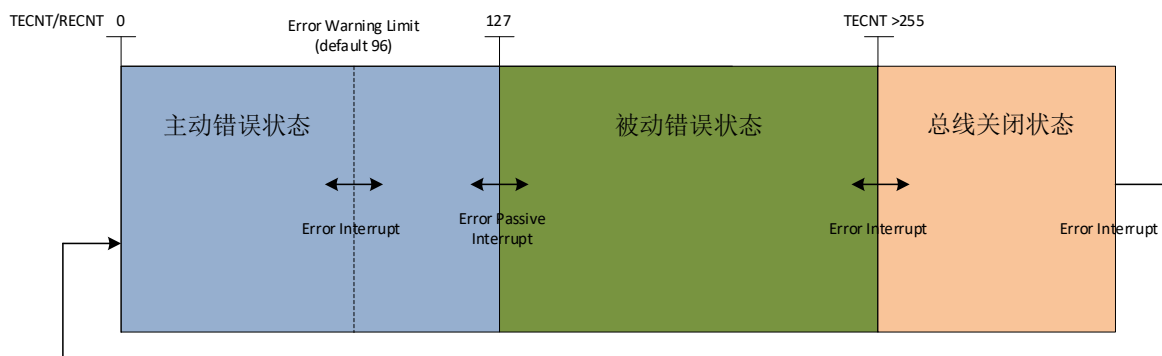 TECNT/RECNT 0
Error Warning Limit
(default 96)
127
TECNT >255
主动错误状态
被动错误状态
总线关闭状态
Error Interrupt
Error Passive
Interrupt
Error Interrupt
Error Interrupt